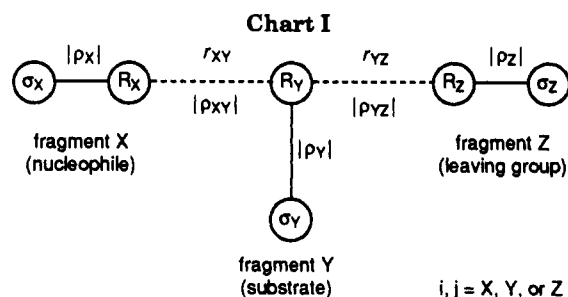 Chart I
|ρX| rXY rYZ |ρZ|
σX RX RY RZ σZ
|ρXY| |ρYZ|
fragment X
(nucleophile)
|ρY|
fragment Z
(leaving group)
σY
fragment Y
(substrate)
i, j = X, Y, or Z